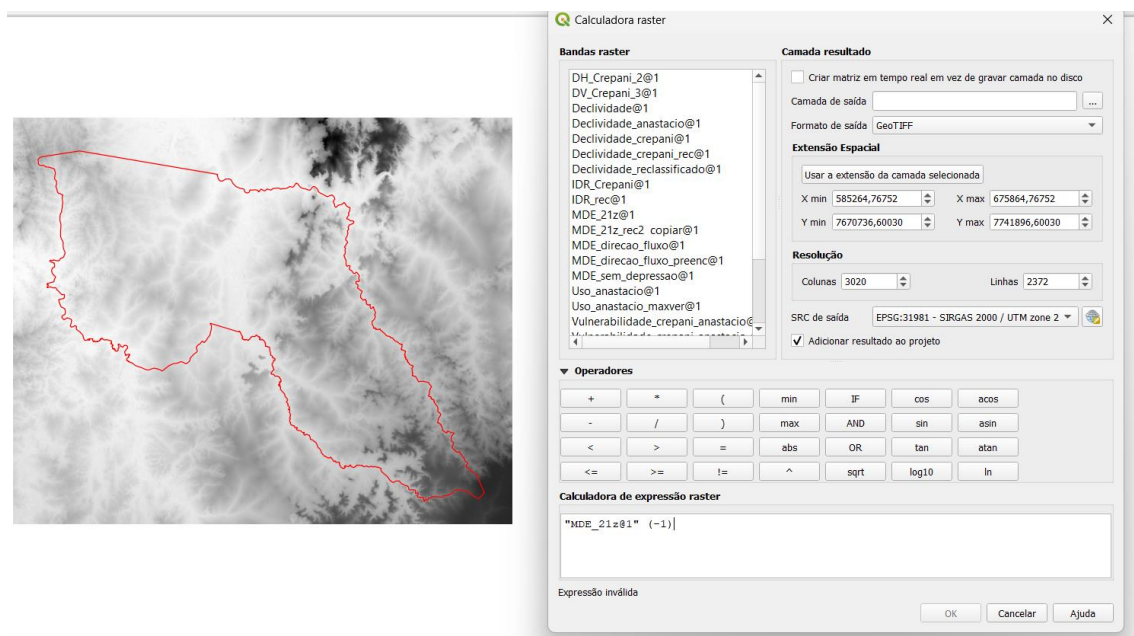 Calculadora raster
Bandas raster
DH_Crepani_2@1
DV_Crepani_3@1
Declividade@1
Declividade_anastacio@1
Declividade_crepani@1
Declividade_crepani_rec@1
Declividade_reclassificado@1
IDR_Crepani@1
IDR_rec@1
MDE_21z@1
MDE_21z_rec2 copiar@1
MDE_direcao_fluxo@1
MDE_direcao_fluxo_preenc@1
MDE_sem_depressao@1
Uso_anastacio@1
Uso_anastacio_maxver@1
Vulnerabilidade_crepani_anastacio@
Camada resultado
Criar matriz em tempo real em vez de gravar camada no disco
Camada de saída
...
Formato de saída GeoTIFF
Extensão Espacial
Usar a extensão da camada selecionada
X min 585264,76752 X max 675864,76752
Y min 7670736,60030 Y max 7741896,60030
Resolução
Colunas 3020 Linhas 2372
SRC de saída EPSG:31981 - SIRGAS 2000 / UTM zone 2
Adicionar resultado ao projeto
Operadores
+ * ( min IF cos acos
- / ) max AND sin asin
< > = abs OR tan atan
<= >= != ^ sqrt log10 ln
Calculadora de expressão raster
"MDE_21z@1" (-1)
Expressão inválida
OK Cancelar Ajuda